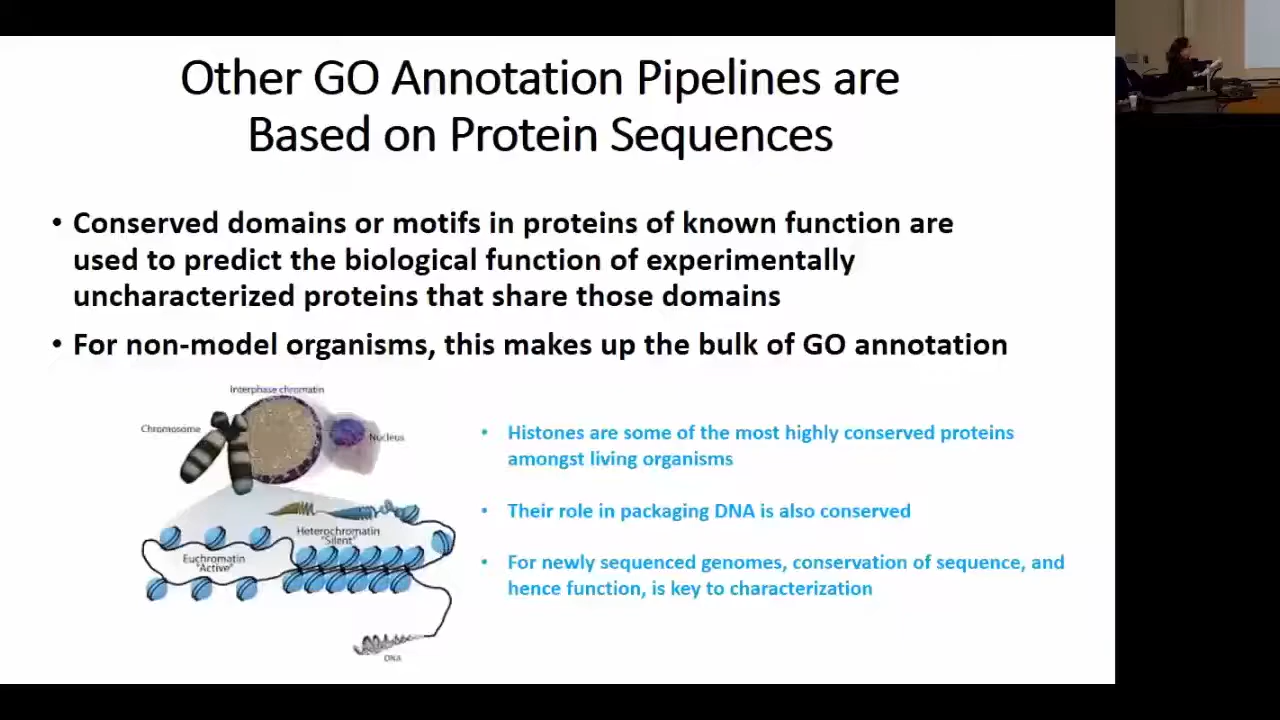 Other GO Annotation Pipelines are
Based on Protein Sequences
• Conserved domains or motifs in proteins of known function are
used to predict the biological function of experimentally
uncharacterized proteins that share those domains
• For non-model organisms, this makes up the bulk of GO annotation
Interphase chromatin
Chromosome
Nucleus
Heterochromatin
"Silent"
Euchromatin
"Active"
DNA
• Histones are some of the most highly conserved proteins
amongst living organisms
• Their role in packaging DNA is also conserved
• For newly sequenced genomes, conservation of sequence, and
hence function, is key to characterization